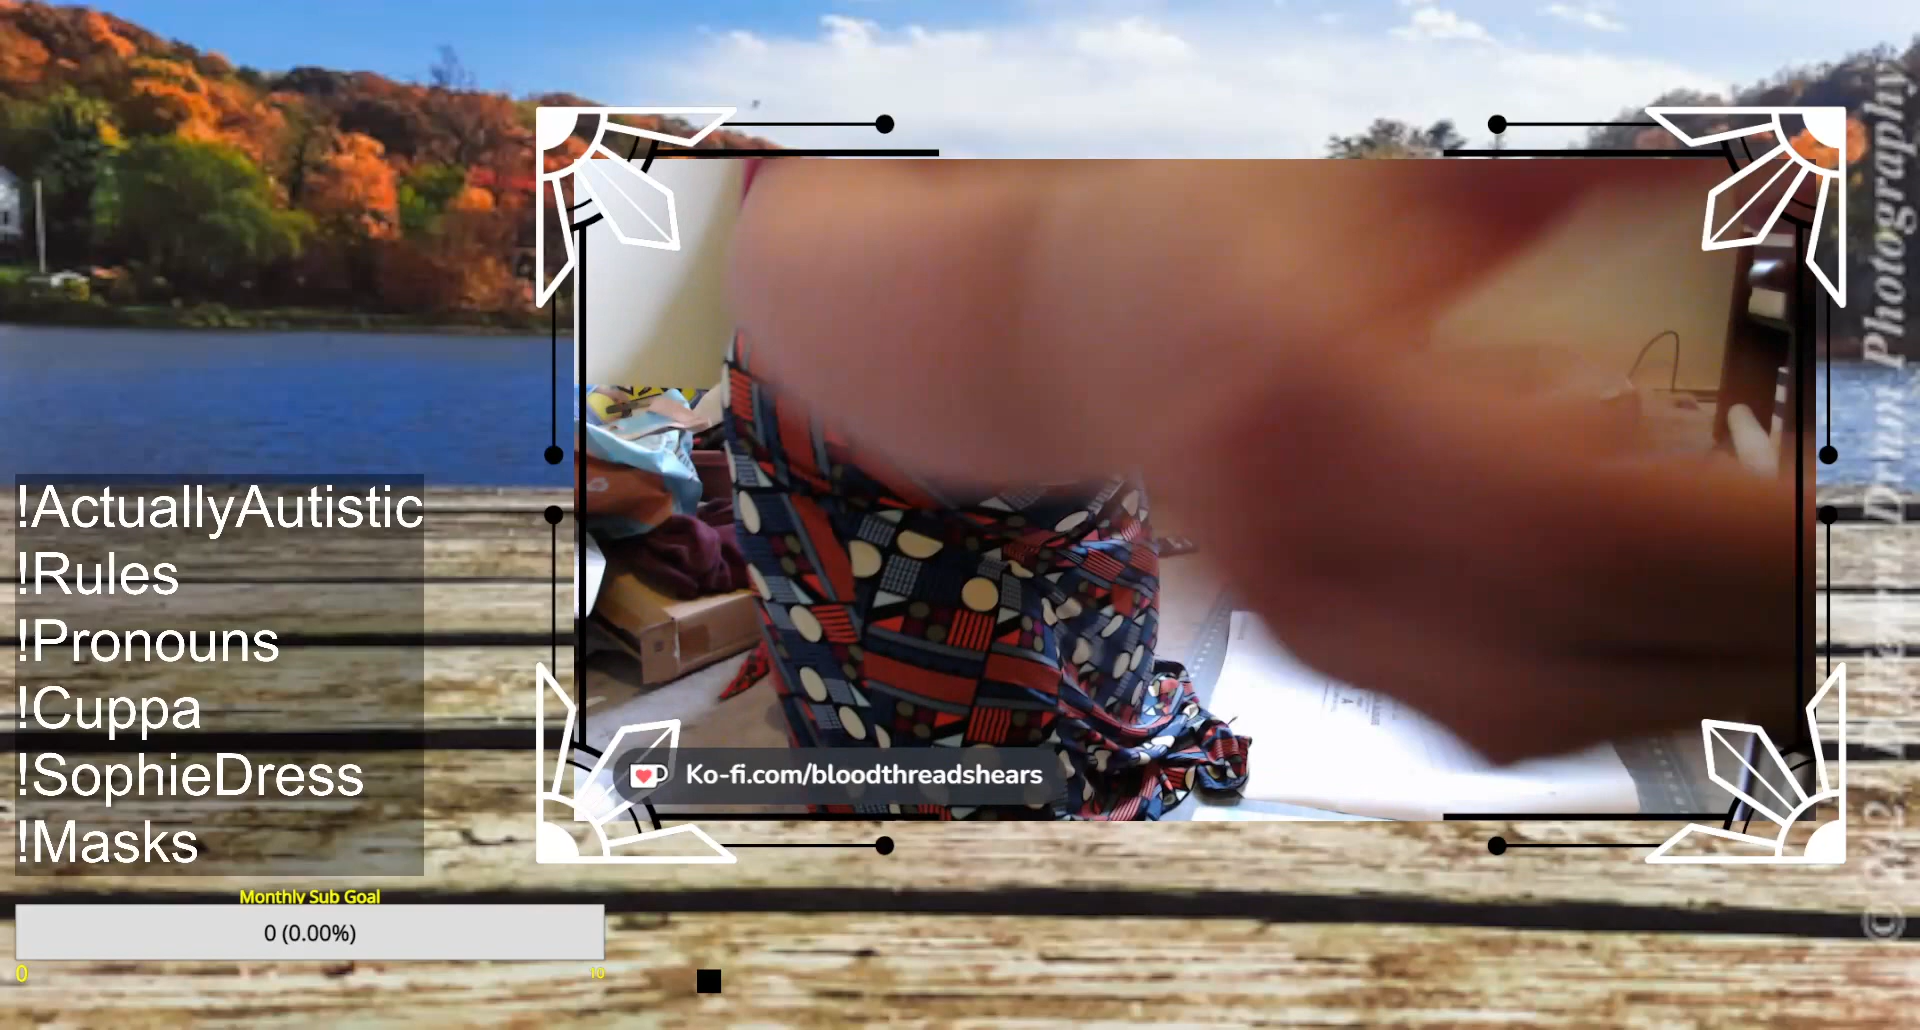 !ActuallyAutistic
!Rules
!Pronouns
!Cuppa
!SophieDress
!Masks
Monthly Sub Goal
0 (0.00%)
0
10
Ko-fi.com/bloodthreadshears
Photography